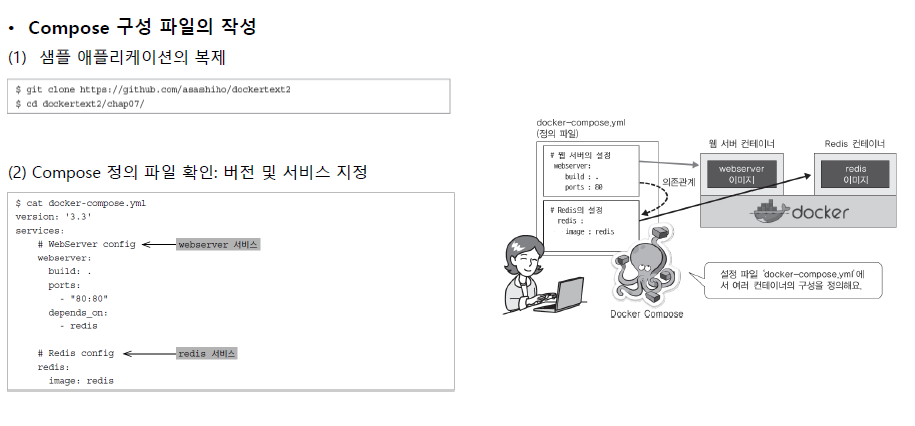 • Compose 구성 파일의 작성
(1) 샘플 애플리케이션의 복제
$ git clone https://github.com/asashiho/dockertext2
$ cd dockertext2/chap07/
(2) Compose 정의 파일 확인: 버전 및 서비스 지정
$ cat docker-compose.yml
version: '3.3'
services:
# WebServer config
webserver 서비스
webserver:
build: .
ports:
- "80:80"
depends_on:
- redis
# Redis config
redis 서비스
redis:
image: redis
docker-compose.yml
(정의 파일)
# 웹 서버의 설정
webserver:
build : .
ports : 80
의존관계
# Redis의 설정
redis :
image : redis
웹 서버 컨테이너
Redis 컨테이너
webserver
이미지
redis
이미지
docker
설정 파일 'docker-compose.yml'에
서 여러 컨테이너의 구성을 정의해요.
Docker Compose